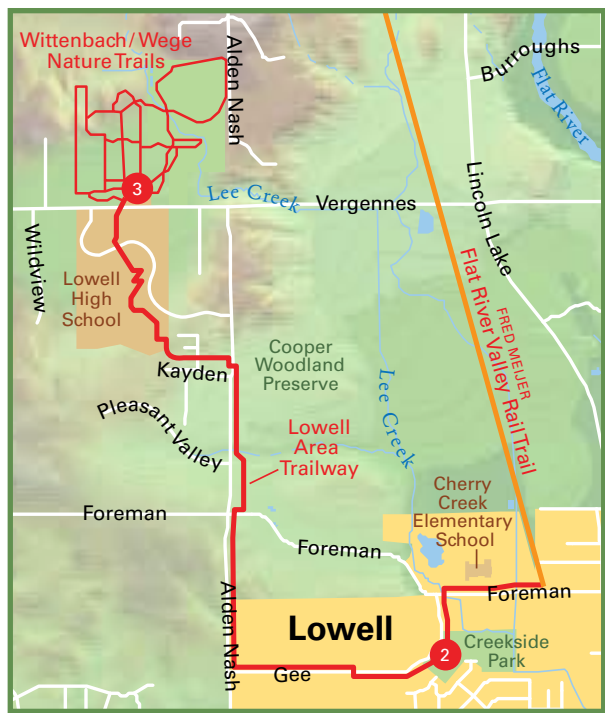 Wittenbach/Wege
Nature Trails
Alden Nash
Burroughs
Flat River
3
Lee Creek
Vergennes
Lincoln Lake
Wildview
Lowell
High
School
FRED MEIJER
Flat River Valley Rail Trail
Cooper
Woodland
Preserve
Kayden
Lee Creek
Pleasant Valley
Lowell
Area
Trailway
Cherry
Creek
Elementary
School
Foreman
Foreman
Foreman
Alden Nash
Lowell
2
Creekside
Park
Gee